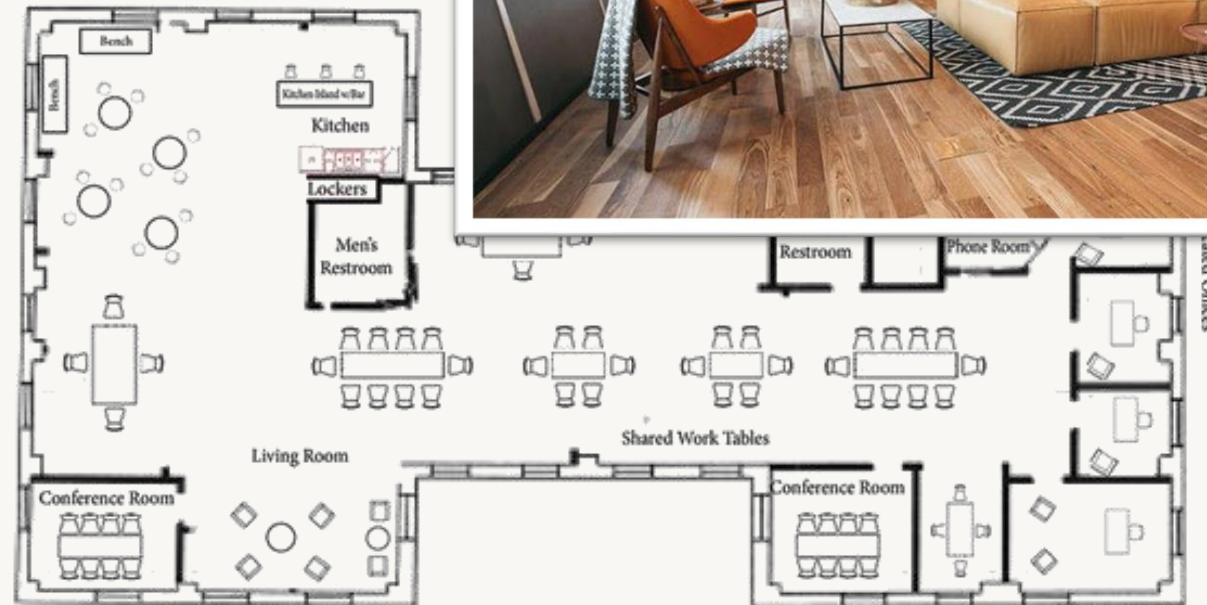 Bench
Bench
Kitchen Island w/Bar
Kitchen
Lockers
Men's
Restroom
Restroom
Phone Room
Shared Work Tables
Living Room
Conference Room
Conference Room